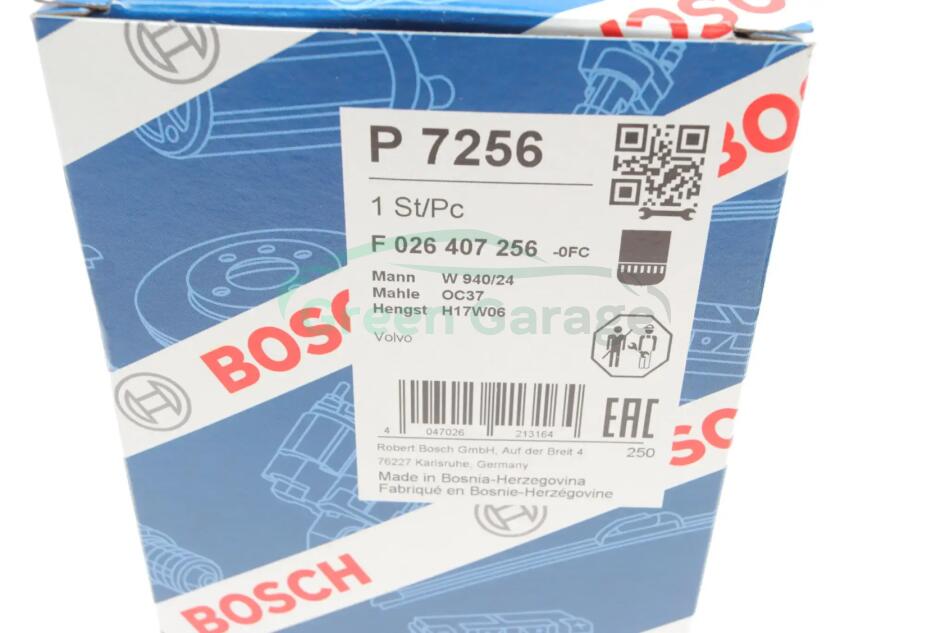 BOSCH
BO
P 7256
1 St/Pc
F 026 407 256 -0FC
Mann W 940/24
Mahle OC37
Hengst H17W06
Green Garage
Volvo
BOSCH
4 047026 213164
EAC
Robert Bosch GmbH, Auf der Breit 4
76227 Karlsruhe, Germany
250
Made in Bosnia-Herzegovina
Fabriqué en Bosnie-Herzégovine
SC
BOSCH